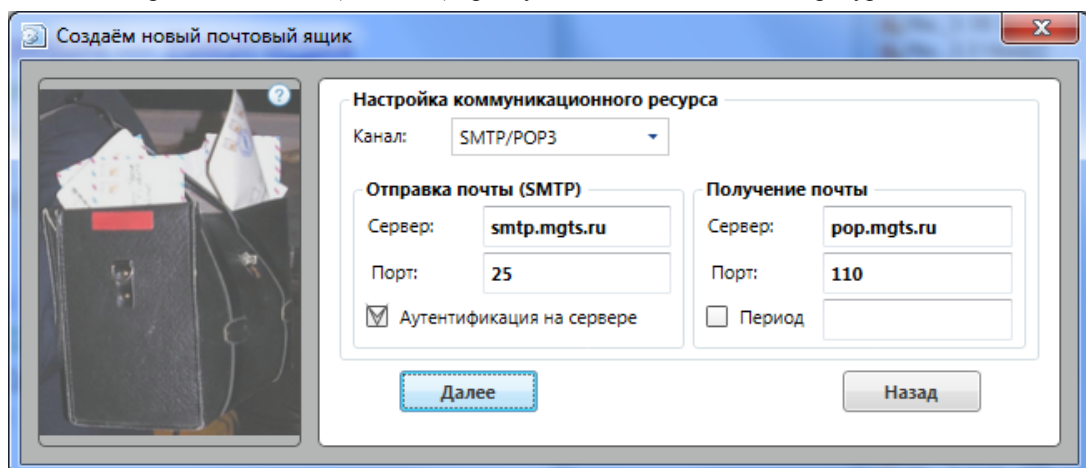 Создаём новый почтовый ящик
Настройка коммуникационного ресурса
Канал: SMTP/POP3
Отправка почты (SMTP)
Сервер: smtp.mgts.ru
Порт: 25
Аутентификация на сервере
Получение почты
Сервер: pop.mgts.ru
Порт: 110
Период
Далее
Назад